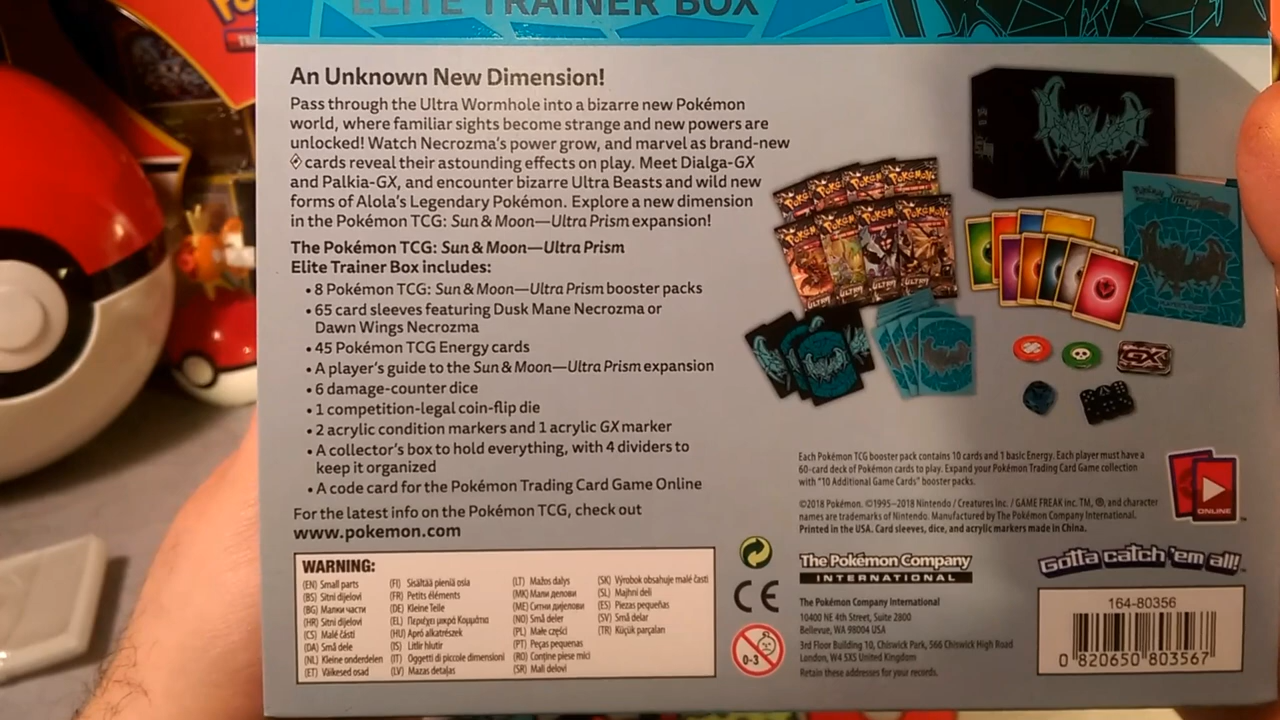 ELITE TRAINER BOX
An Unknown New Dimension!
Pass through the Ultra Wormhole into a bizarre new Pokémon
world, where familiar sights become strange and new powers are
unlocked! Watch Necrozma's power grow, and marvel as brand-new
cards reveal their astounding effects on play. Meet Dialga-GX
and Palkia-GX, and encounter bizarre Ultra Beasts and wild new
forms of Alola's Legendary Pokémon. Explore a new dimension
in the Pokémon TCG: Sun & Moon—Ultra Prism expansion!
The Pokémon TCG: Sun & Moon—Ultra Prism
Elite Trainer Box includes:
• 8 Pokémon TCG: Sun & Moon—Ultra Prism booster packs
• 65 card sleeves featuring Dusk Mane Necrozma or
Dawn Wings Necrozma
• 45 Pokémon TCG Energy cards
• A player's guide to the Sun & Moon—Ultra Prism expansion
• 6 damage-counter dice
• 1 competition-legal coin-flip die
• 2 acrylic condition markers and 1 acrylic GX marker
• A collector's box to hold everything, with 4 dividers to
keep it organized
• A code card for the Pokémon Trading Card Game Online
For the latest info on the Pokémon TCG, check out
www.pokemon.com
WARNING:
(EN) Small parts
(BS) Sitni dijelovi
(BG) Малки части
(HR) Sitni dijelovi
(CS) Malé části
(DA) Små dele
(NL) Kleine onderdelen
(ET) Väikesed osad
(FI) Sisältää pieniä osia
(FR) Petits éléments
(DE) Kleine Teile
(EL) Περιέχει μικρά Κομμάτια
(HU) Apró alkatrészek
(IS) Litlir hlutir
(IT) Oggetti di piccole dimensioni
(LV) Mazas detaļas
(LT) Mažos dalys
(MK) Мали делови
(ME) Ситни дијелови
(NO) Små deler
(PL) Małe części
(PT) Peças pequenas
(RO) Conține piese mici
(SR) Mali delovi
(SK) Výrobok obsahuje malé časti
(SL) Majhni deli
(ES) Piezas pequeñas
(SV) Små delar
(TR) Küçük parçaları
GX
Each Pokémon TCG booster pack contains 10 cards and 1 basic Energy. Each player must have a
60-card deck of Pokémon cards to play. Expand your Pokémon Trading Card Game collection
with "10 Additional Game Cards" booster packs.
©2018 Pokémon. ©1995–2018 Nintendo / Creatures Inc. / GAME FREAK inc. TM, ®, and character
names are trademarks of Nintendo. Manufactured by The Pokémon Company International.
Printed in the USA. Card sleeves, dice, and acrylic markers made in China.
ONLINE
CE
0-3
The Pokémon Company
INTERNATIONAL
The Pokémon Company International
10400 NE 4th Street, Suite 2800
Bellevue, WA 98004 USA
3rd Floor Building 10, Chiswick Park, 566 Chiswick High Road
London, W4 5XS United Kingdom
Retain these addresses for your records.
Gotta catch 'em all!
164-80356
0 820650 803567